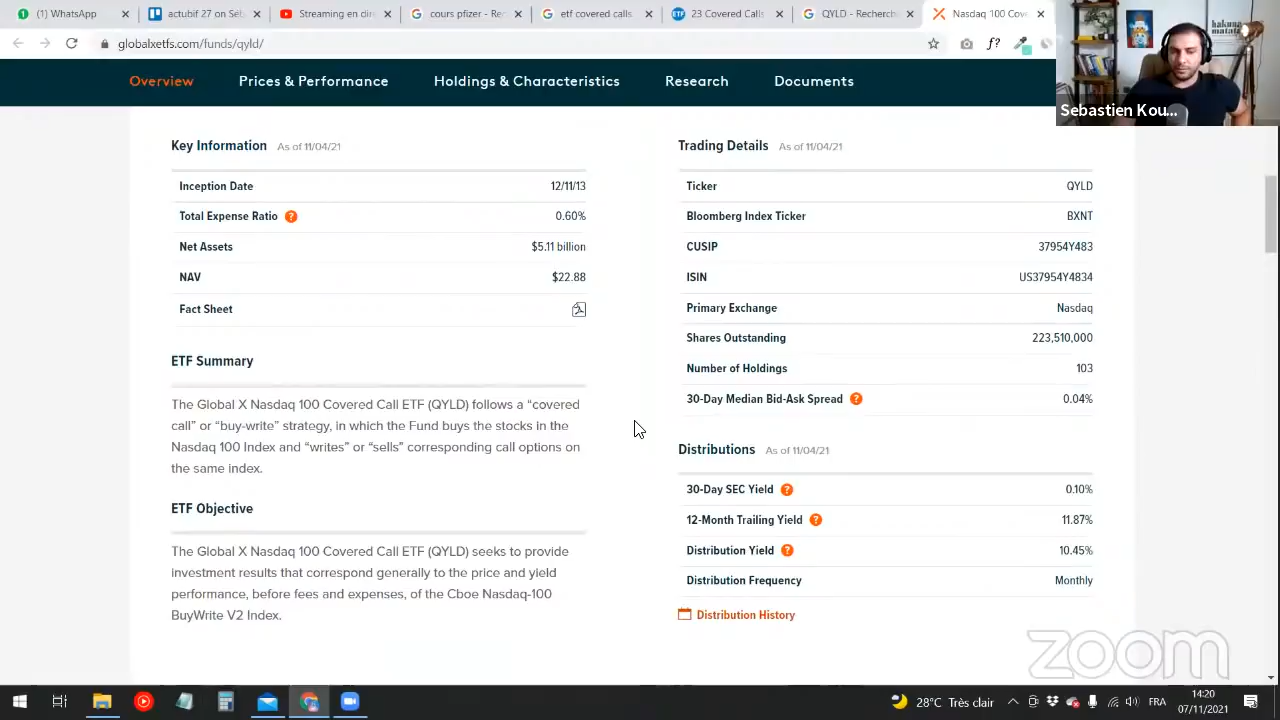 (1) WhatsApp
actubif 27 on Setmo
Streaming en dire
cours pfizer - Rec
etf covered calls
23 Covered Calls
Recherche
Nasdaq 100 Cov
globalxetfs.com/funds/qyld/
f?
hakuna
matata
Sebastien Kou...
Overview
Prices & Performance
Holdings & Characteristics
Research
Documents
Key Information As of 11/04/21
Inception Date 12/11/13
Total Expense Ratio ? 0.60%
Net Assets $5.11 billion
NAV $22.88
Fact Sheet
ETF Summary
The Global X Nasdaq 100 Covered Call ETF (QYLD) follows a “covered
call” or “buy-write” strategy, in which the Fund buys the stocks in the
Nasdaq 100 Index and “writes” or “sells” corresponding call options on
the same index.
ETF Objective
The Global X Nasdaq 100 Covered Call ETF (QYLD) seeks to provide
investment results that correspond generally to the price and yield
performance, before fees and expenses, of the Cboe Nasdaq-100
BuyWrite V2 Index.
Trading Details As of 11/04/21
Ticker QYLD
Bloomberg Index Ticker BXNT
CUSIP 37954Y483
ISIN US37954Y4834
Primary Exchange Nasdaq
Shares Outstanding 223,510,000
Number of Holdings 103
30-Day Median Bid-Ask Spread ? 0.04%
Distributions As of 11/04/21
30-Day SEC Yield ? 0.10%
12-Month Trailing Yield ? 11.87%
Distribution Yield ? 10.45%
Distribution Frequency Monthly
Distribution History
zoom
28°C Très clair
FRA
14:20
07/11/2021